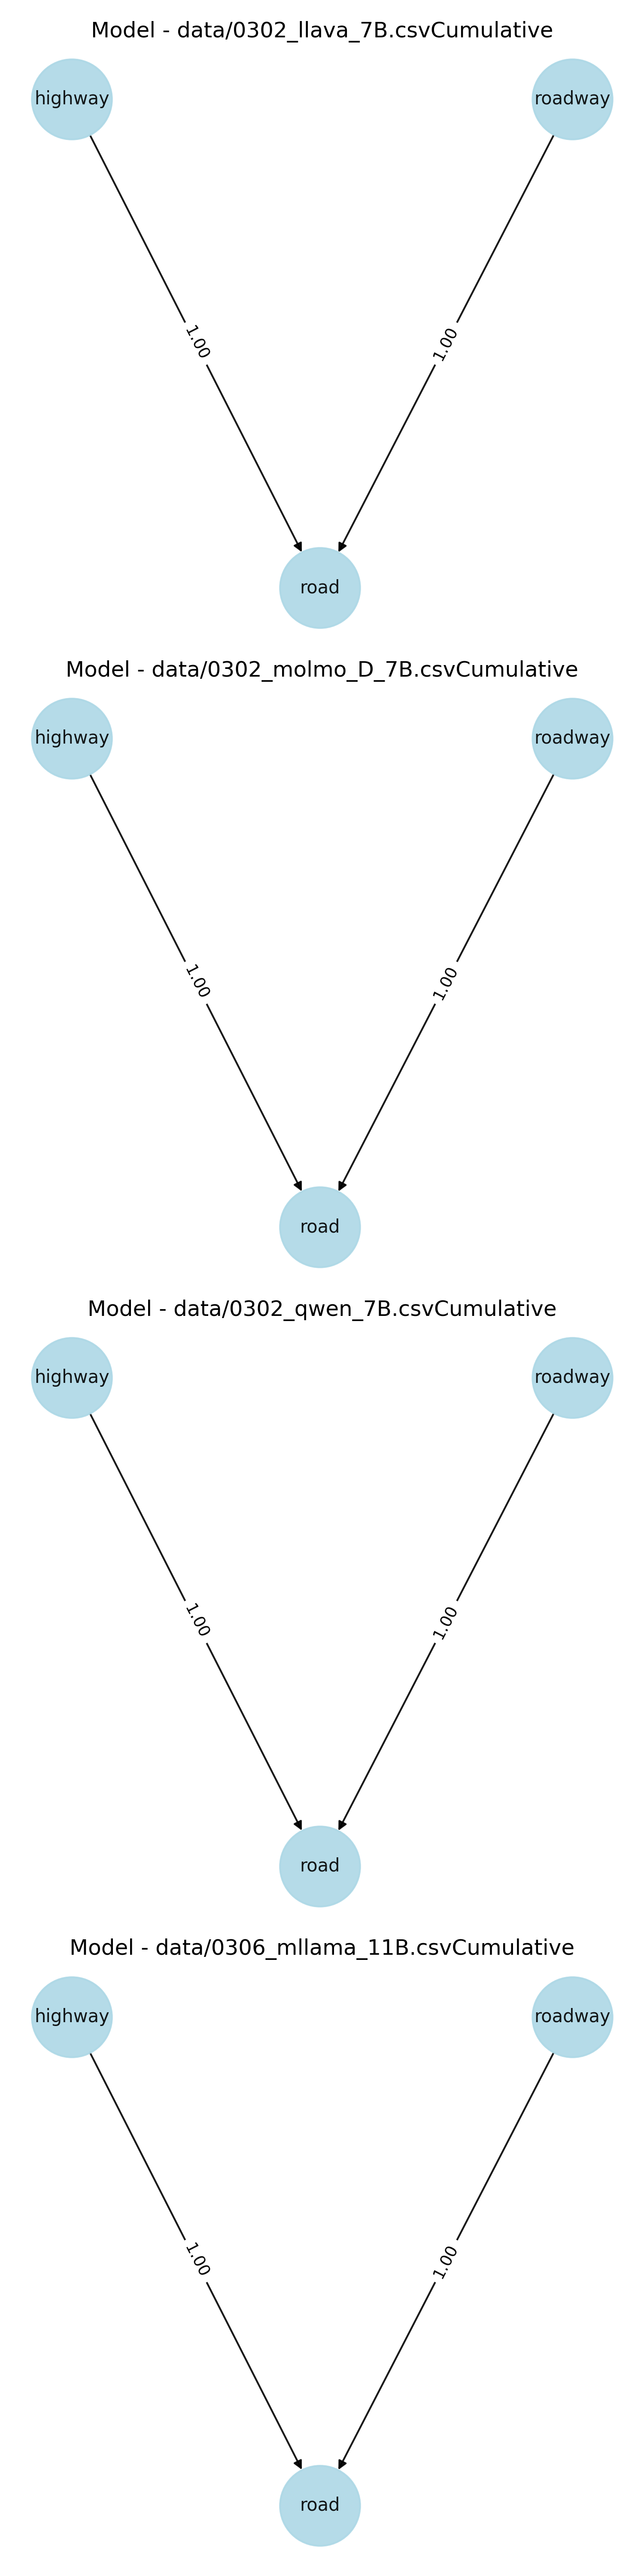 Model - data/0302_llava_7B.csvCumulative
highway roadway
1.00 1.00
road
Model - data/0302_molmo_D_7B.csvCumulative
highway roadway
1.00 1.00
road
Model - data/0302_qwen_7B.csvCumulative
highway roadway
1.00 1.00
road
Model - data/0306_mllama_11B.csvCumulative
highway roadway
1.00 1.00
road